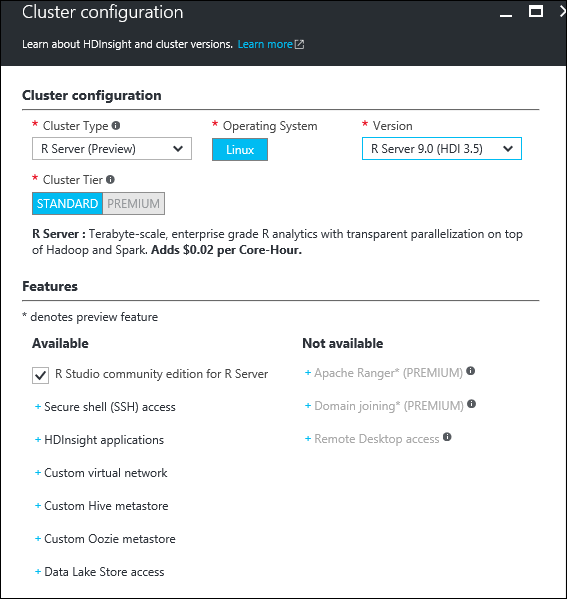 Cluster configuration
Learn about HDInsight and cluster versions. Learn more
Cluster configuration
* Cluster Type
* Operating System
* Version
R Server (Preview)
Linux
R Server 9.0 (HDI 3.5)
* Cluster Tier
STANDARD PREMIUM
R Server : Terabyte-scale, enterprise grade R analytics with transparent parallelization on top
of Hadoop and Spark. Adds $0.02 per Core-Hour.
Features
* denotes preview feature
Available
R Studio community edition for R Server
+ Secure shell (SSH) access
+ HDInsight applications
+ Custom virtual network
+ Custom Hive metastore
+ Custom Oozie metastore
+ Data Lake Store access
Not available
+ Apache Ranger* (PREMIUM)
+ Domain joining* (PREMIUM)
+ Remote Desktop access